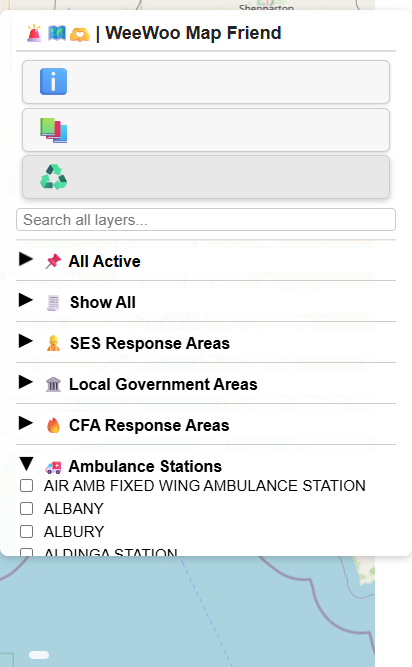 Shepparton
🚨🗺️🫶 | WeeWoo Map Friend
Search all layers...
▶ 📌 All Active
▶ 📃 Show All
▶ 👷 SES Response Areas
▶ 🏛️ Local Government Areas
▶ 🔥 CFA Response Areas
▼ 🚑 Ambulance Stations
AIR AMB FIXED WING AMBULANCE STATION
ALBANY
ALBURY
ALDINGA STATION